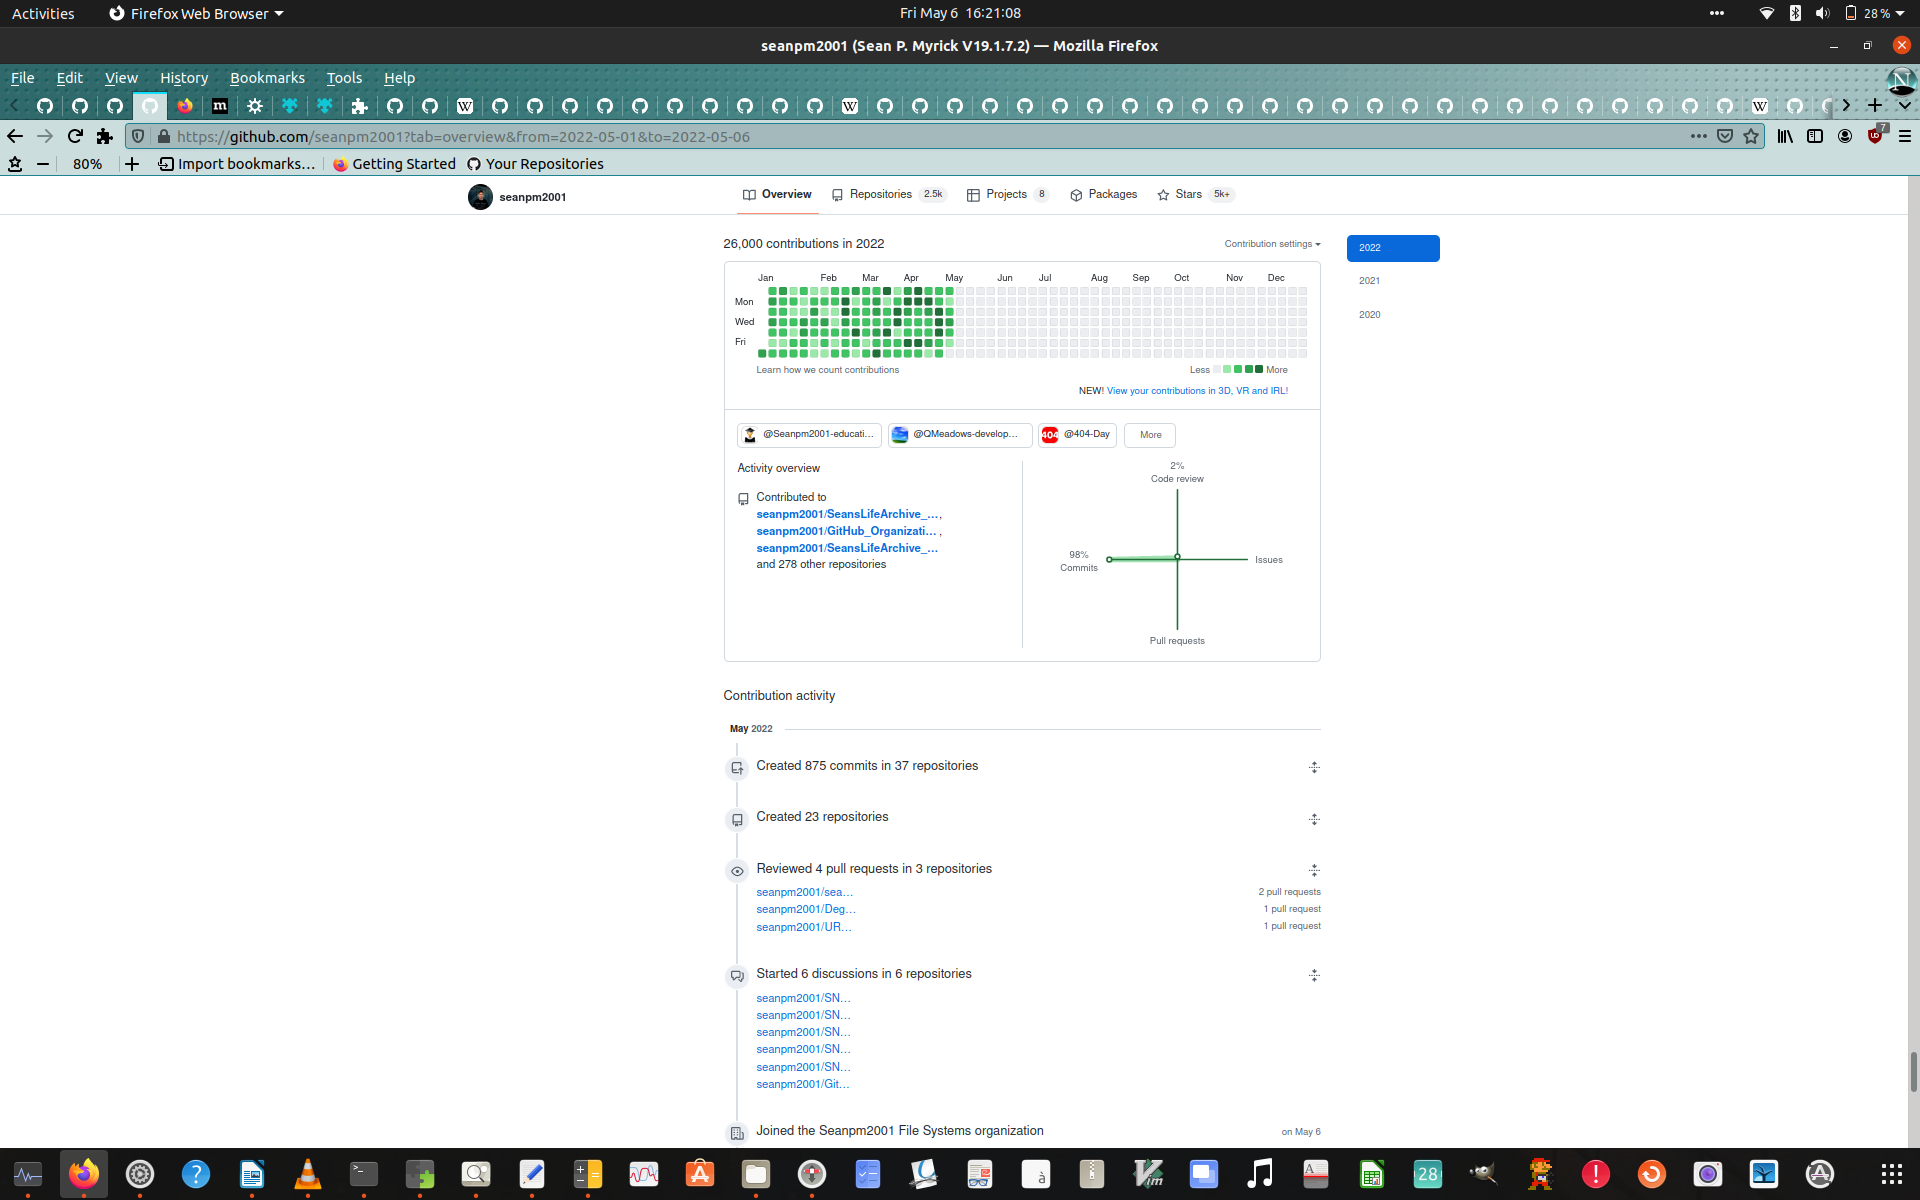 Activities
Firefox Web Browser
Fri May 6 16:21:08
28 %
seanpm2001 (Sean P. Myrick V19.1.7.2) — Mozilla Firefox
File Edit View History Bookmarks Tools Help
https://github.com/seanpm2001?tab=overview&from=2022-05-01&to=2022-05-06
7
80% Import bookmarks… Getting Started Your Repositories
seanpm2001
Overview Repositories 2.5k Projects 8 Packages Stars 5k+
26,000 contributions in 2022
Contribution settings
2022
2021
2020
Jan Feb Mar Apr May Jun Jul Aug Sep Oct Nov Dec
Mon
Wed
Fri
Learn how we count contributions
Less More
NEW! View your contributions in 3D, VR and IRL!
@Seanpm2001-educati… @QMeadows-develop… 404 @404-Day More
Activity overview
Contributed to
seanpm2001/SeansLifeArchive_…,
seanpm2001/GitHub_Organizati… ,
seanpm2001/SeansLifeArchive_…
and 278 other repositories
2%
Code review
98%
Commits
Issues
Pull requests
Contribution activity
May 2022
Created 875 commits in 37 repositories
Created 23 repositories
Reviewed 4 pull requests in 3 repositories
seanpm2001/sea… 2 pull requests
seanpm2001/Deg… 1 pull request
seanpm2001/UR… 1 pull request
Started 6 discussions in 6 repositories
seanpm2001/SN…
seanpm2001/SN…
seanpm2001/SN…
seanpm2001/SN…
seanpm2001/SN…
seanpm2001/Git…
Joined the Seanpm2001 File Systems organization on May 6
28